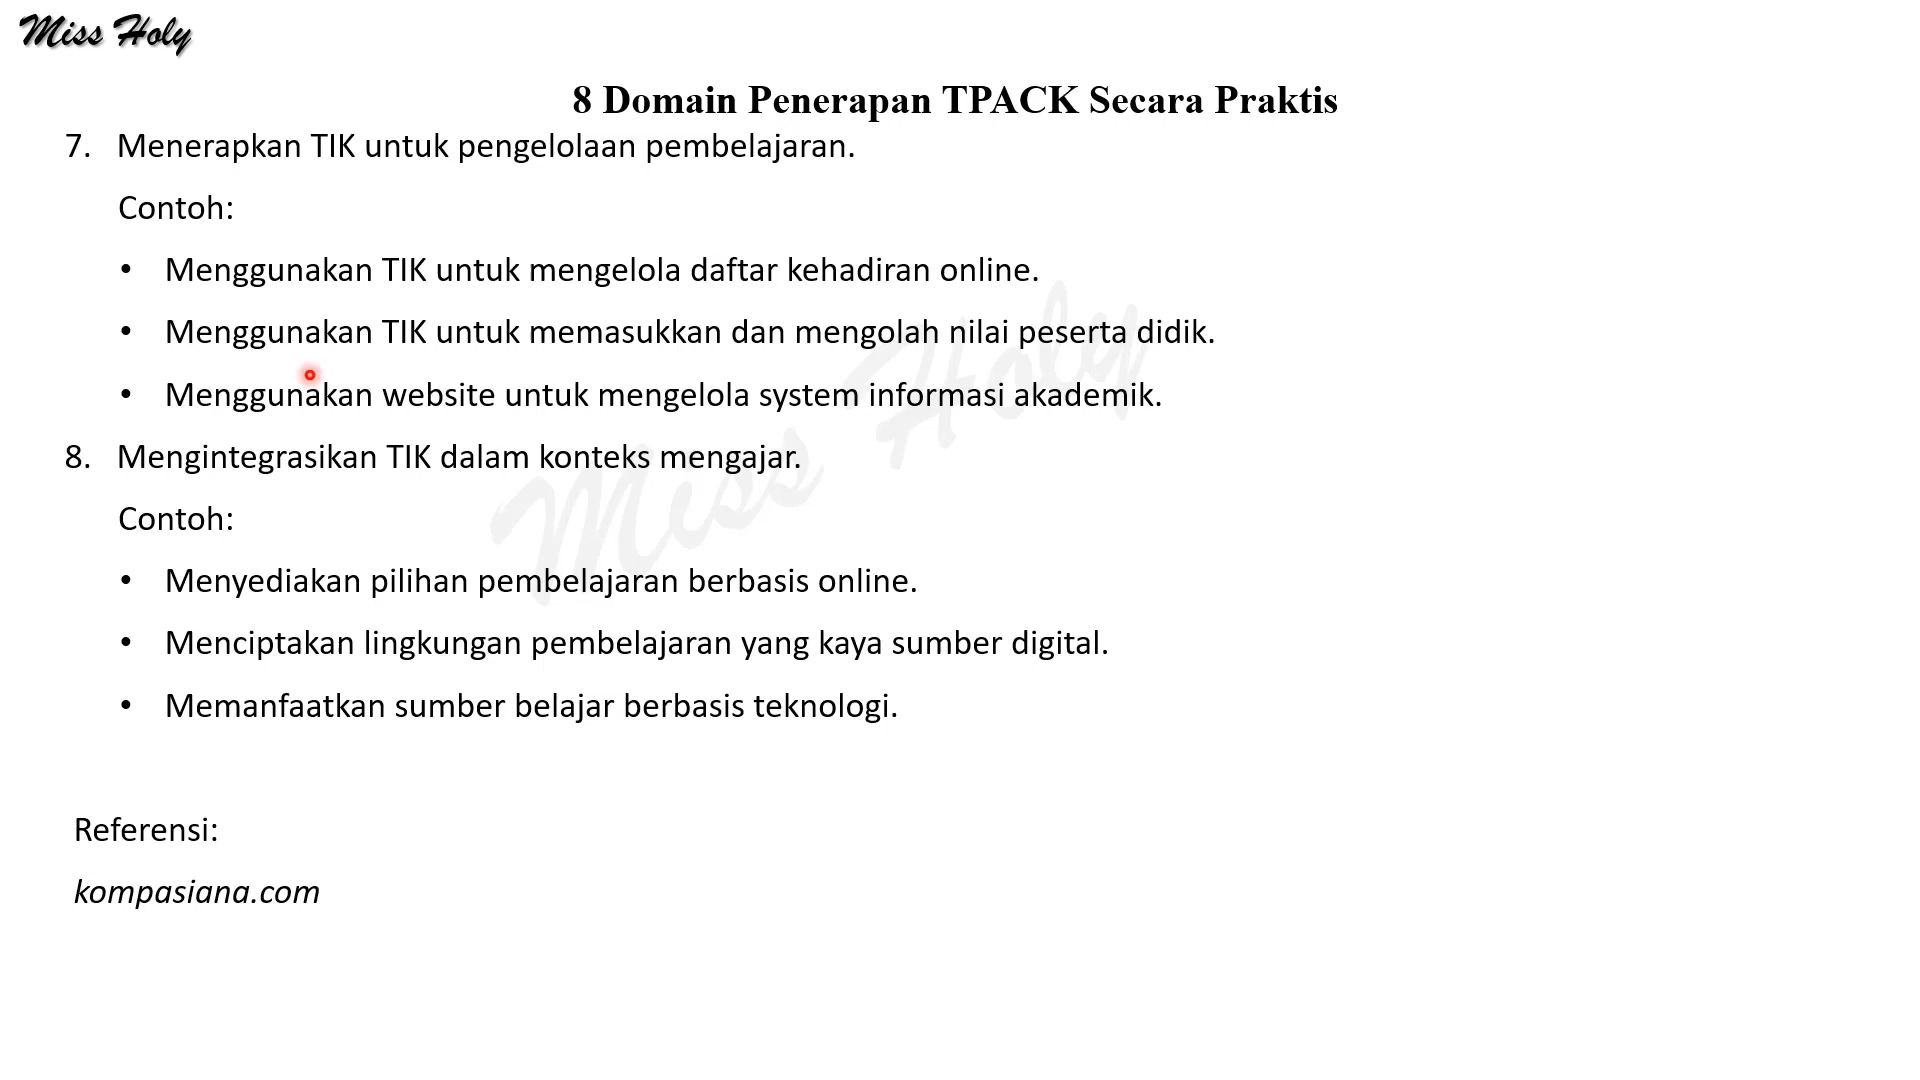 Miss Holy
8 Domain Penerapan TPACK Secara Praktis
7. Menerapkan TIK untuk pengelolaan pembelajaran.
Contoh:
• Menggunakan TIK untuk mengelola daftar kehadiran online.
• Menggunakan TIK untuk memasukkan dan mengolah nilai peserta didik.
• Menggunakan website untuk mengelola system informasi akademik.
8. Mengintegrasikan TIK dalam konteks mengajar.
Contoh:
• Menyediakan pilihan pembelajaran berbasis online.
• Menciptakan lingkungan pembelajaran yang kaya sumber digital.
• Memanfaatkan sumber belajar berbasis teknologi.
Referensi:
kompasiana.com
Miss Holy